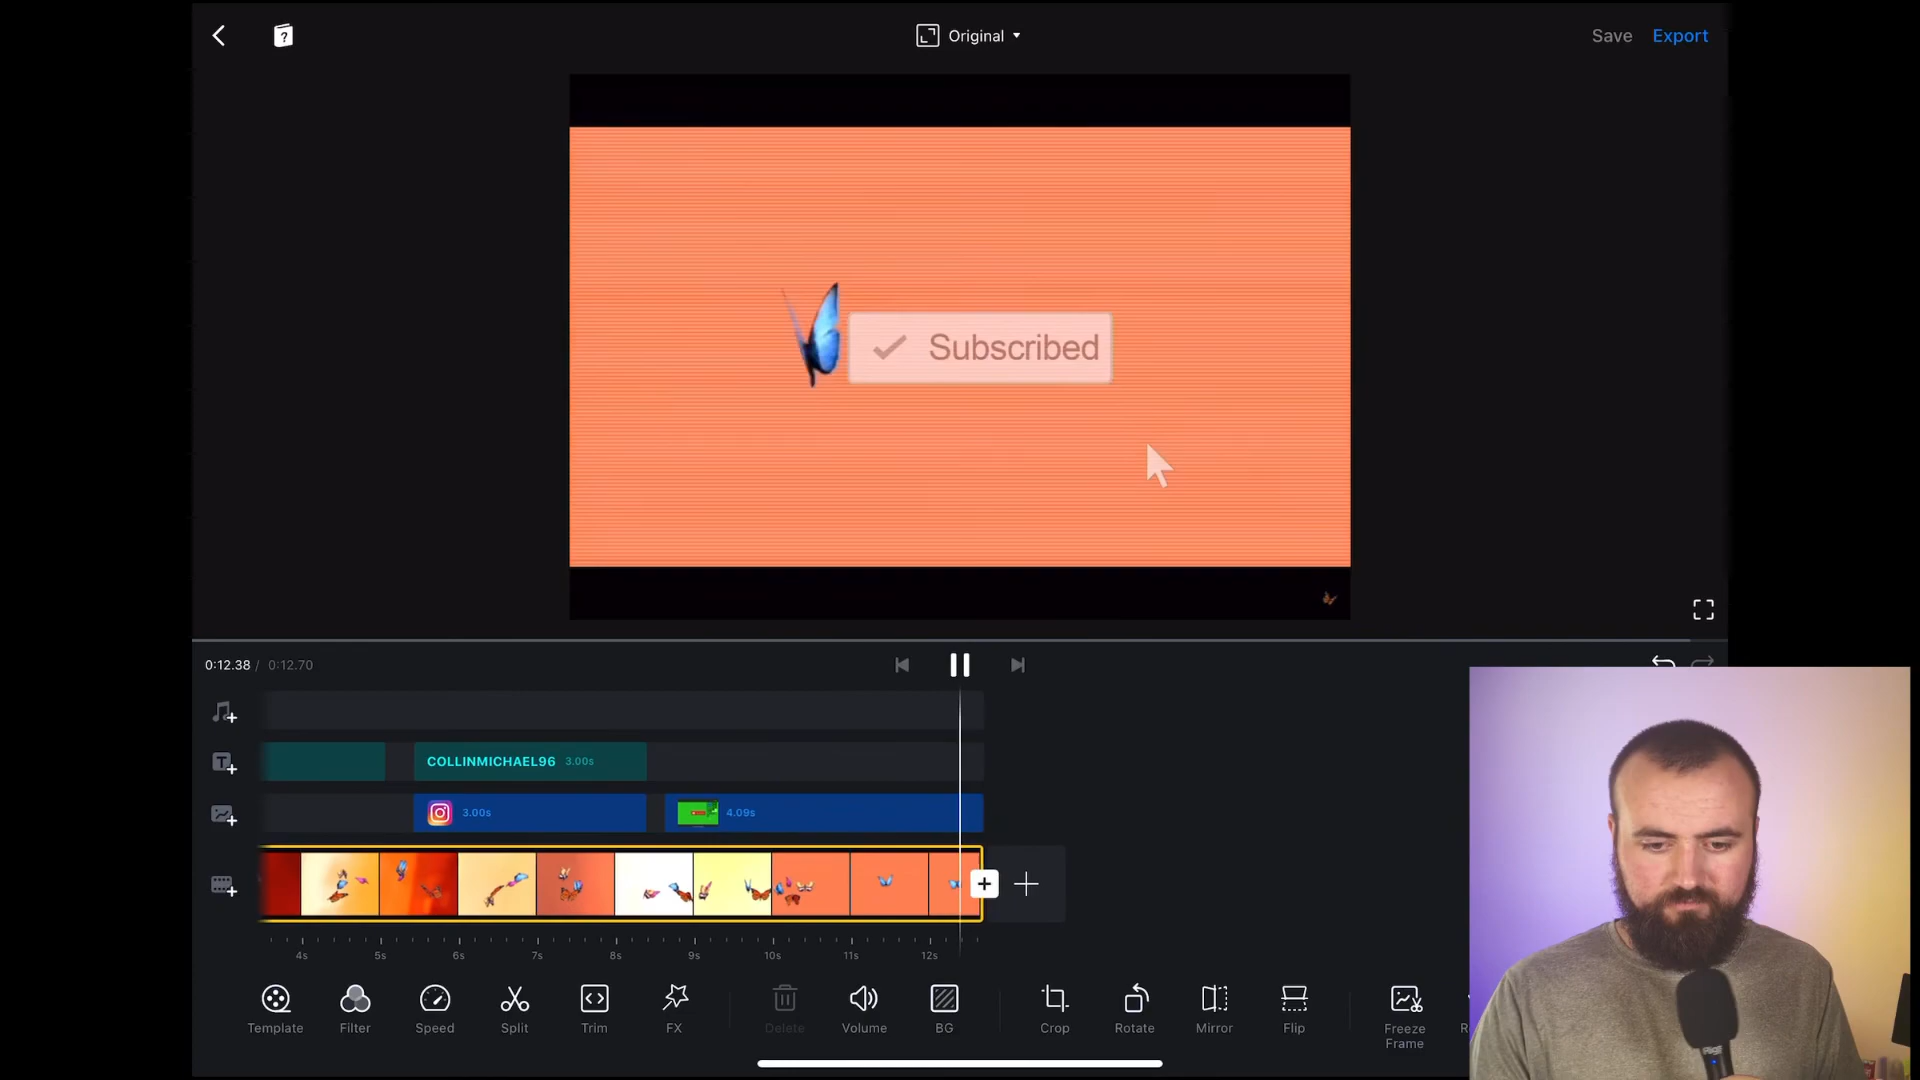 ?
Original
Save
Export
Subscribed
0:12.38 / 0:12.70
T
COLLINMICHAEL96 3.00s
3.00s
4.09s
4s 5s 6s 7s 8s 9s 10s 11s 12s
Template
Filter
Speed
Split
Trim
FX
Delete
Volume
BG
Crop
Rotate
Mirror
Flip
Freeze
Frame
R